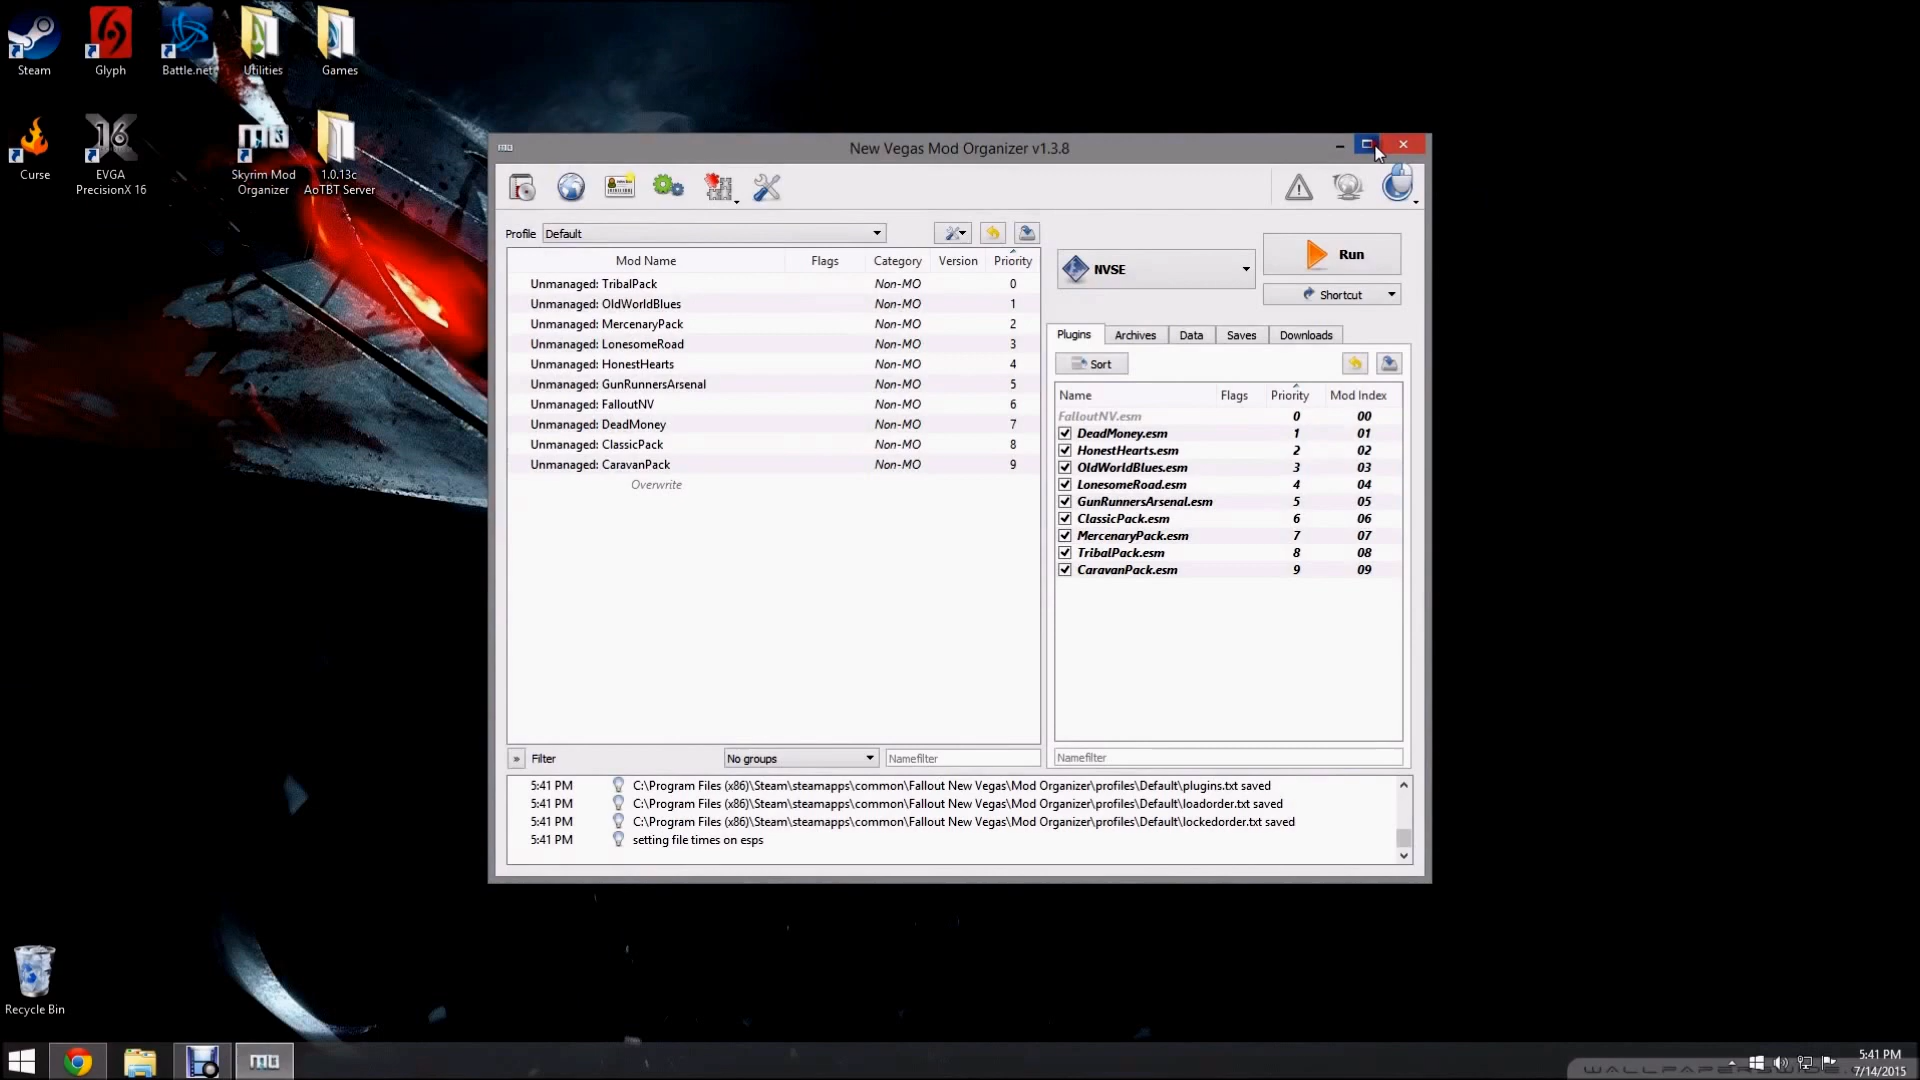 Steam
Glyph
Battle.net
Utilities
Games
Curse
16
EVGA
PrecisionX 16
MO
Skyrim Mod
Organizer
1.0.13c
AoTBT Server
New Vegas Mod Organizer v1.3.8
Profile Default
Mod Name Flags Category Version Priority
Unmanaged: TribalPack Non-MO 0
Unmanaged: OldWorldBlues Non-MO 1
Unmanaged: MercenaryPack Non-MO 2
Unmanaged: LonesomeRoad Non-MO 3
Unmanaged: HonestHearts Non-MO 4
Unmanaged: GunRunnersArsenal Non-MO 5
Unmanaged: FalloutNV Non-MO 6
Unmanaged: DeadMoney Non-MO 7
Unmanaged: ClassicPack Non-MO 8
Unmanaged: CaravanPack Non-MO 9
Overwrite
» Filter No groups Namefilter
NVSE
Run
Shortcut
Plugins Archives Data Saves Downloads
Sort
Name Flags Priority Mod Index
FalloutNV.esm 0 00
DeadMoney.esm 1 01
HonestHearts.esm 2 02
OldWorldBlues.esm 3 03
LonesomeRoad.esm 4 04
GunRunnersArsenal.esm 5 05
ClassicPack.esm 6 06
MercenaryPack.esm 7 07
TribalPack.esm 8 08
CaravanPack.esm 9 09
Namefilter
5:41 PM C:\Program Files (x86)\Steam\steamapps\common\Fallout New Vegas\Mod Organizer\profiles\Default\plugins.txt saved
5:41 PM C:\Program Files (x86)\Steam\steamapps\common\Fallout New Vegas\Mod Organizer\profiles\Default\loadorder.txt saved
5:41 PM C:\Program Files (x86)\Steam\steamapps\common\Fallout New Vegas\Mod Organizer\profiles\Default\lockedorder.txt saved
5:41 PM setting file times on esps
Recycle Bin
MO
5:41 PM
7/14/2015